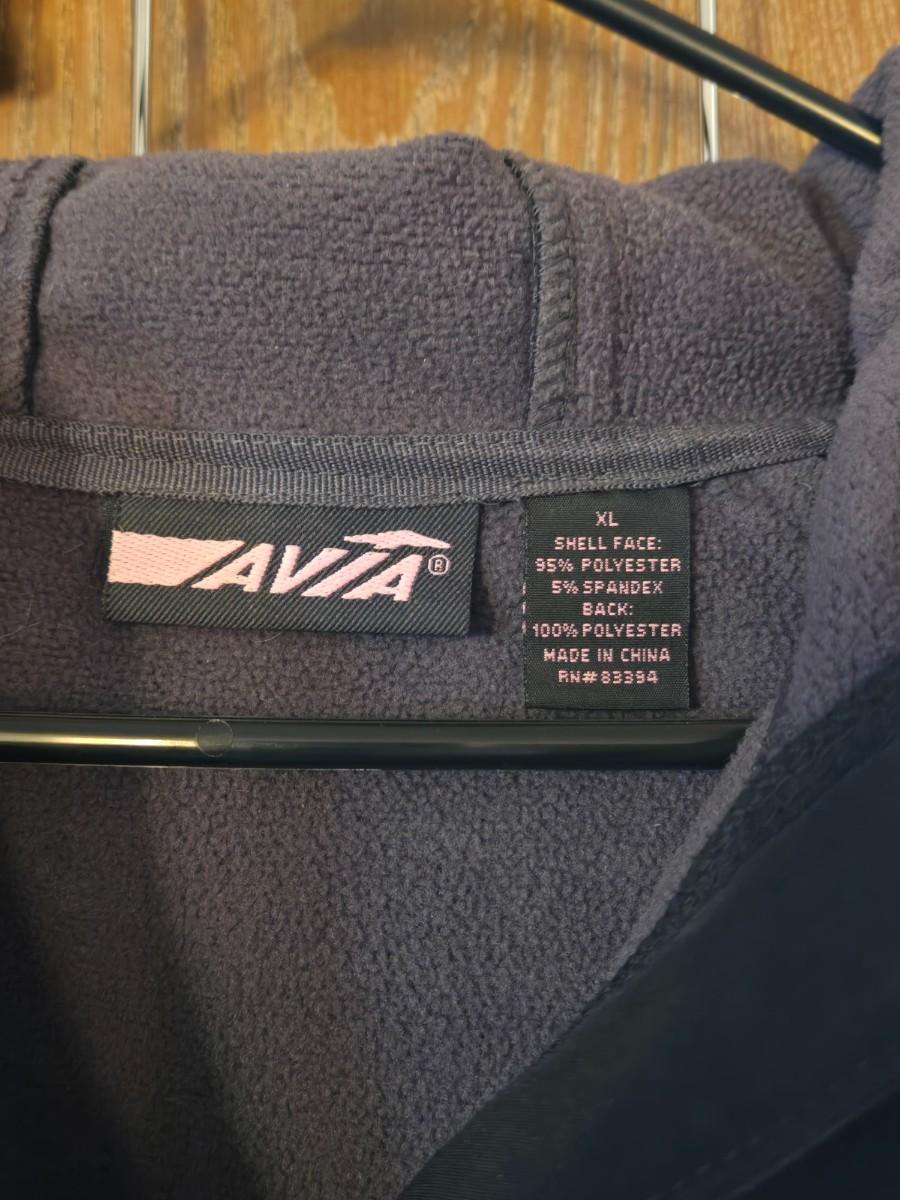 AVIA®
XL
SHELL FACE:
95% POLYESTER
5% SPANDEX
BACK:
100% POLYESTER
MADE IN CHINA
RN# 83394